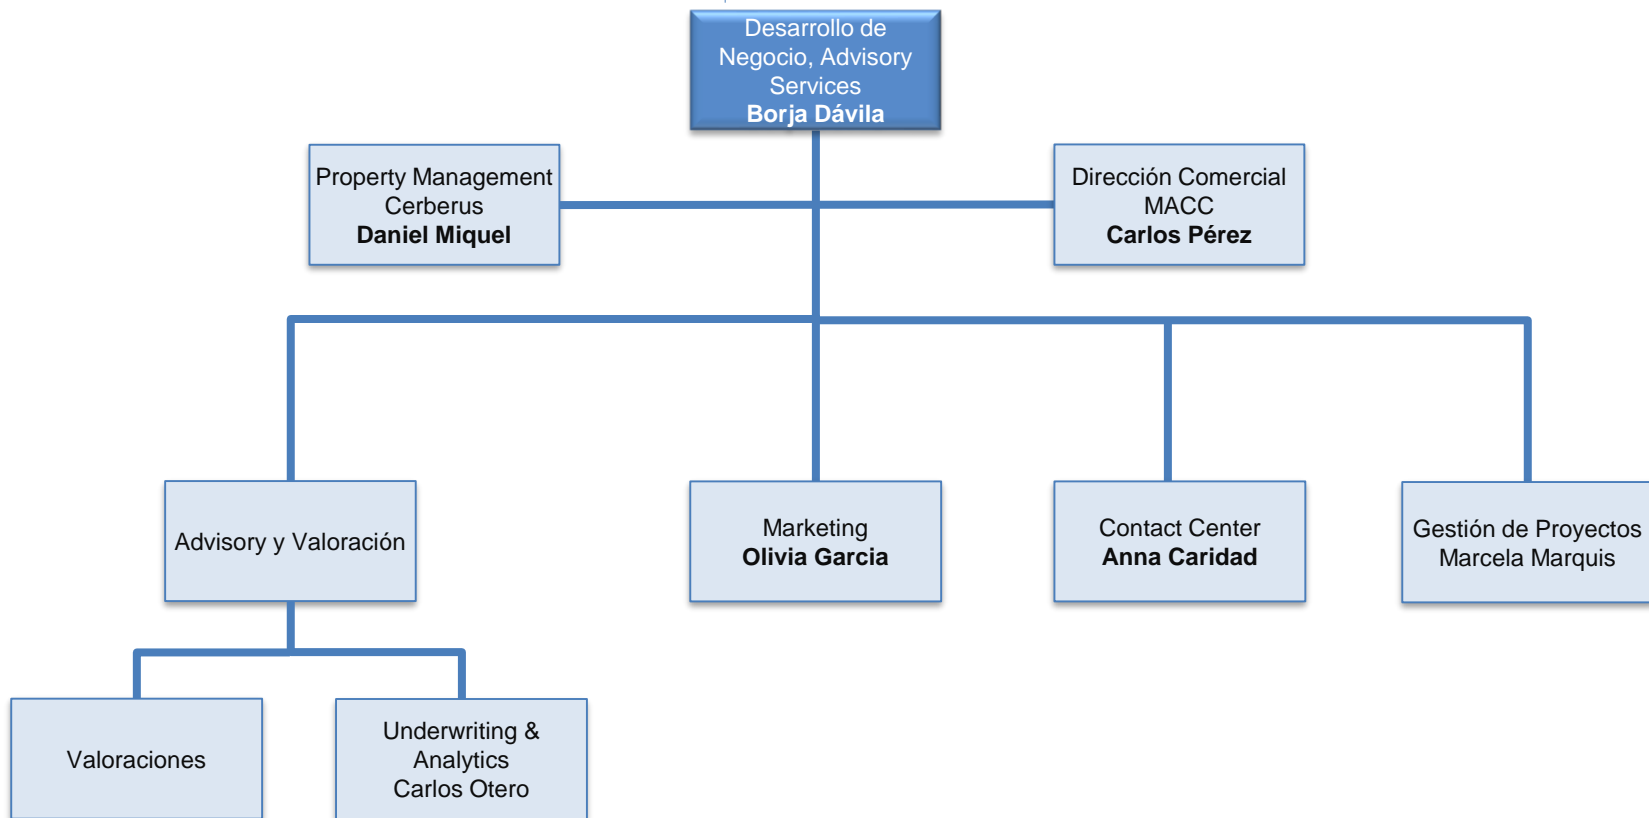 Desarrollo de
Negocio, Advisory
Services
Borja Dávila
Property Management
Cerberus
Daniel Miquel
Dirección Comercial
MACC
Carlos Pérez
Advisory y Valoración
Marketing
Olivia Garcia
Contact Center
Anna Caridad
Gestión de Proyectos
Marcela Marquis
Valoraciones
Underwriting &
Analytics
Carlos Otero